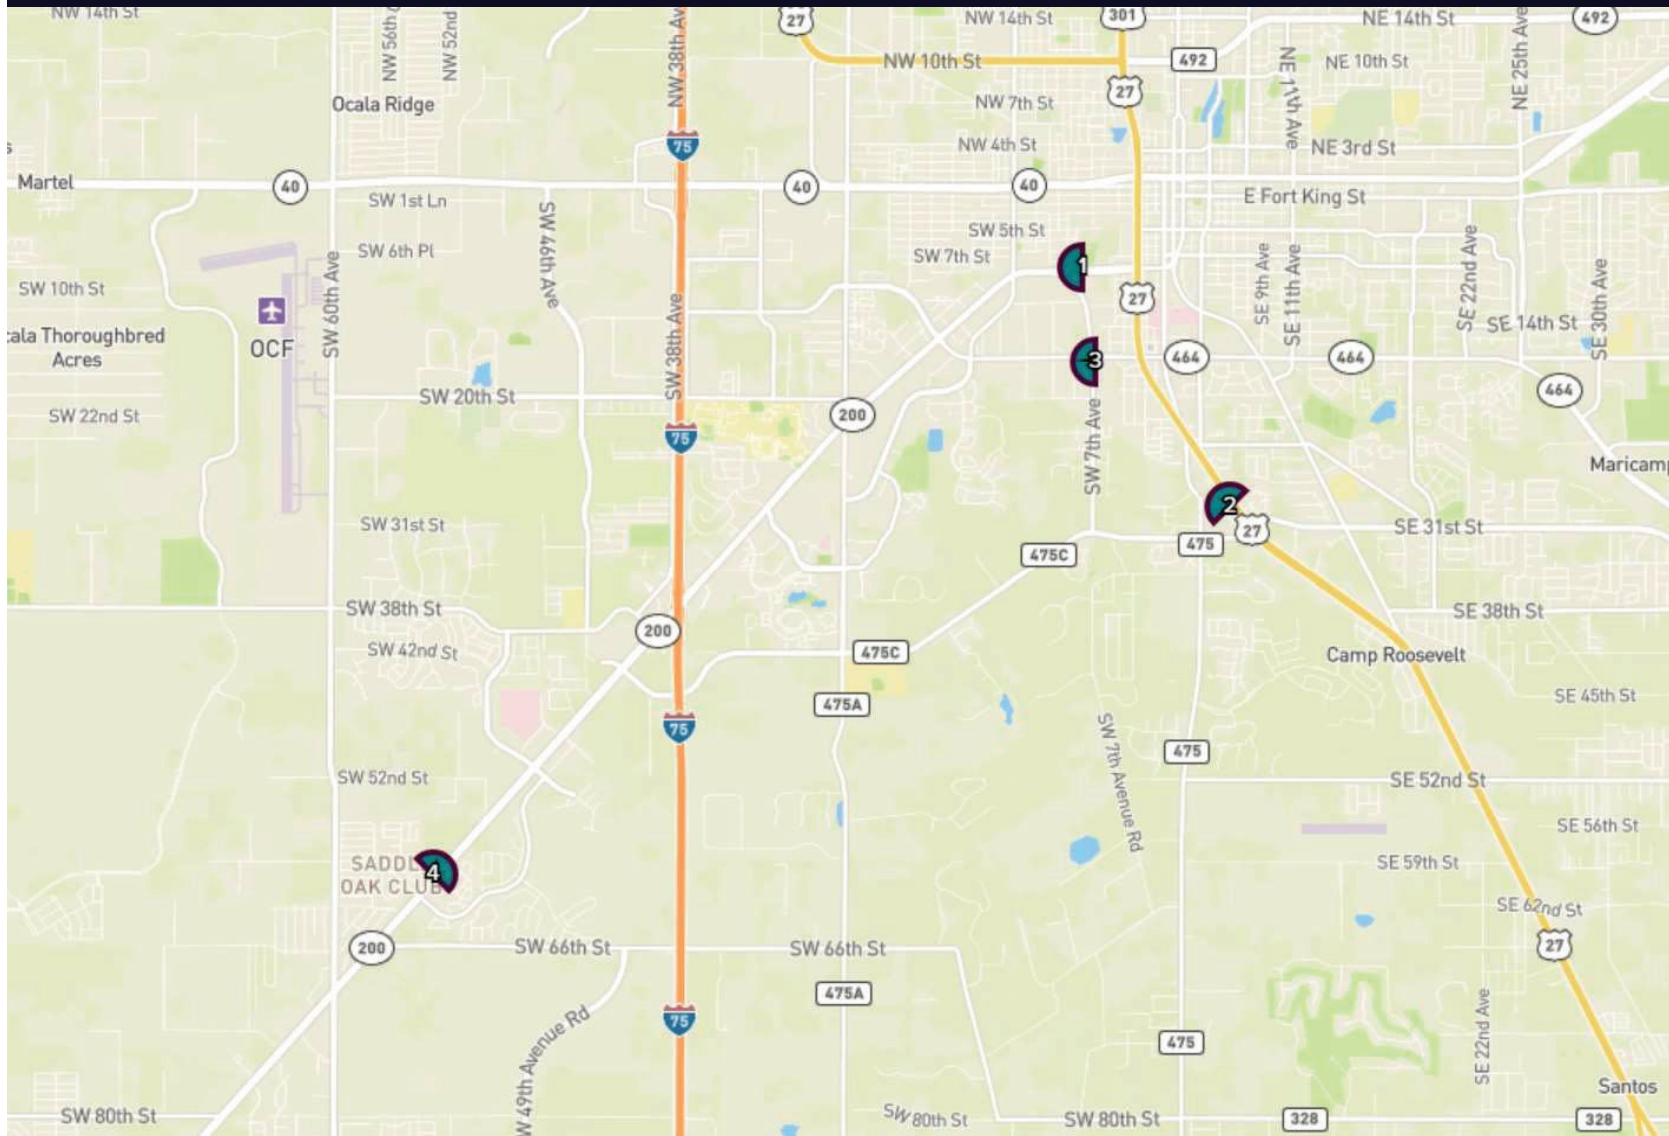 NW 14th St
NW 56th
NW 52nd
NW 38th Av
27
NW 14th St
301
NE 14th St
492
NE 25th Ave
Ocala Ridge
NW 10th St
492
NE 11th Ave
NE 10th St
75
NW 7th St
27
NW 4th St
NE 3rd St
Martel
40
SW 1st Ln
40
40
E Fort King St
SW 46th Ave
SW 5th St
SW 6th Pl
SW 7th St
1
SE 9th Ave
SE 11th Ave
SE 22nd Ave
SE 30th Ave
SW 10th St
SW 60th Ave
SW 38th Ave
27
cala Thoroughbred
Acres
OCF
SE 14th St
3
464
464
464
SW 20th St
SW 22nd St
200
75
SW 7th Ave
Maricamp
2
SW 31st St
27
SE 31st St
475C
475
SW 38th St
SE 38th St
200
SW 42nd St
475C
Camp Roosevelt
475A
SE 45th St
75
SW 7th Avenue Rd
475
SW 52nd St
SE 52nd St
SE 56th St
SADDL
OAK CLUB
4
SE 59th St
SE 62nd St
200
SW 66th St
SW 66th St
27
475A
75
W 49th Avenue Rd
475
SE 22nd Ave
Santos
SW 80th St
SW 80th St
SW 80th St
328
328